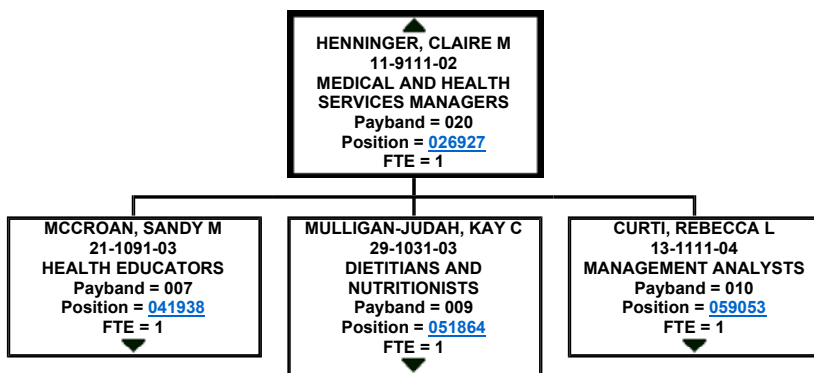 HENNINGER, CLAIRE M
11-9111-02
MEDICAL AND HEALTH
SERVICES MANAGERS
Payband = 020
Position = 026927
FTE = 1
MCCROAN, SANDY M
21-1091-03
HEALTH EDUCATORS
Payband = 007
Position = 041938
FTE = 1
MULLIGAN-JUDAH, KAY C
29-1031-03
DIETITIANS AND
NUTRITIONISTS
Payband = 009
Position = 051864
FTE = 1
CURTI, REBECCA L
13-1111-04
MANAGEMENT ANALYSTS
Payband = 010
Position = 059053
FTE = 1